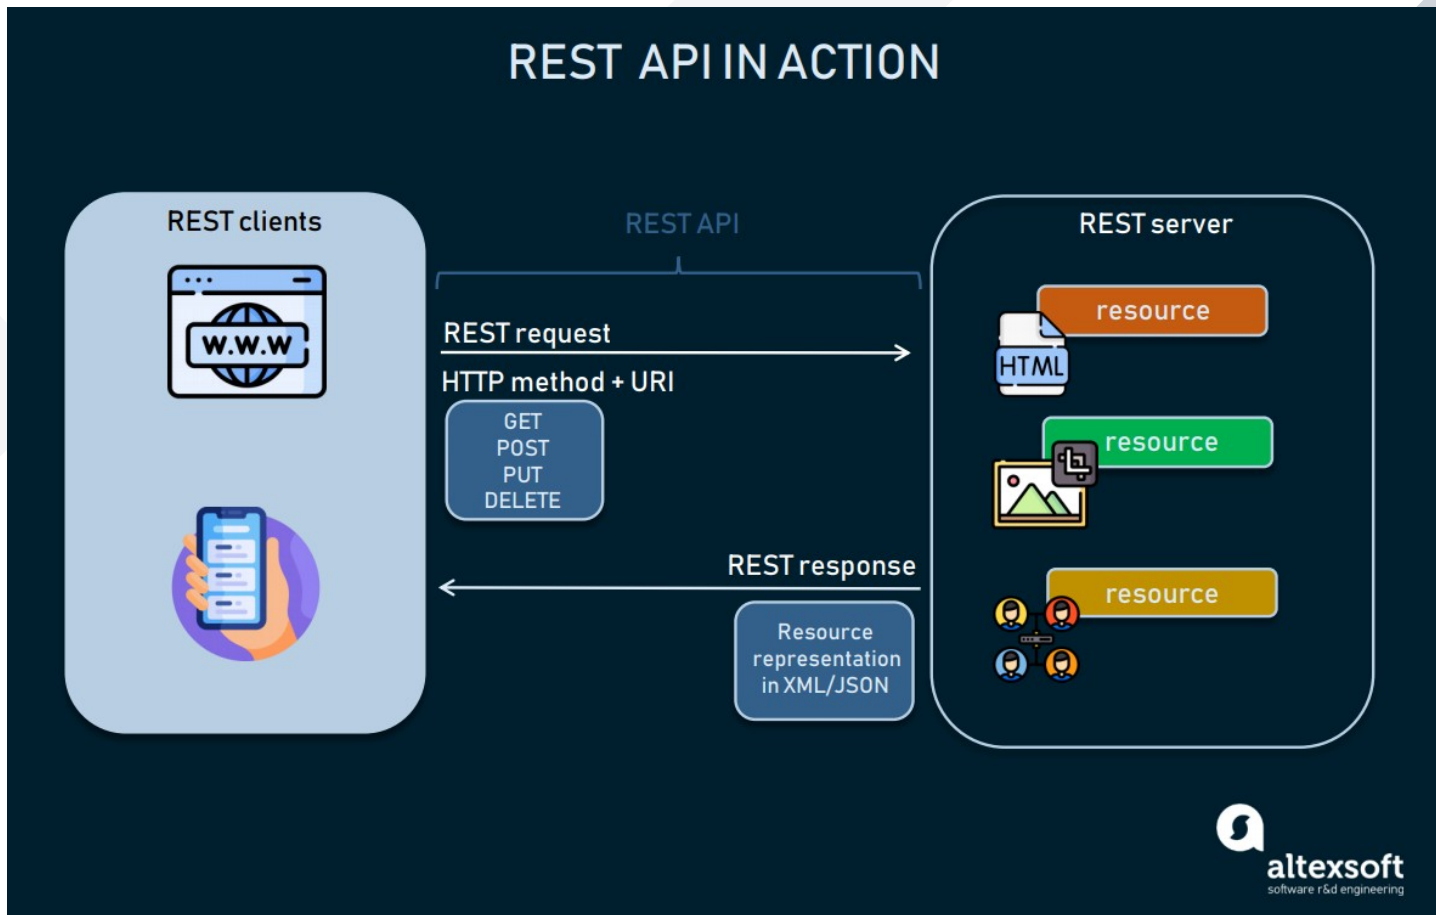 REST API IN ACTION
REST clients
W.W.W
REST API
REST request
HTTP method + URI
GET
POST
PUT
DELETE
REST response
Resource
representation
in XML/JSON
REST server
resource
HTML
resource
resource
altexsoft
software r&d engineering